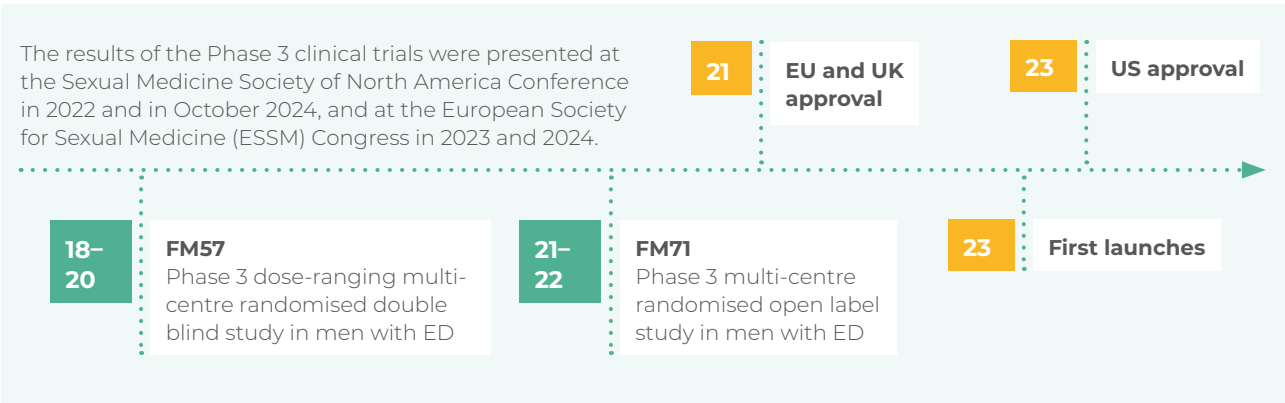 The results of the Phase 3 clinical trials were presented at
the Sexual Medicine Society of North America Conference
in 2022 and in October 2024, and at the European Society
for Sexual Medicine (ESSM) Congress in 2023 and 2024.
21
EU and UK
approval
23
US approval
18–
20
FM57
Phase 3 dose-ranging multi-
centre randomised double
blind study in men with ED
21–
22
FM71
Phase 3 multi-centre
randomised open label
study in men with ED
23
First launches